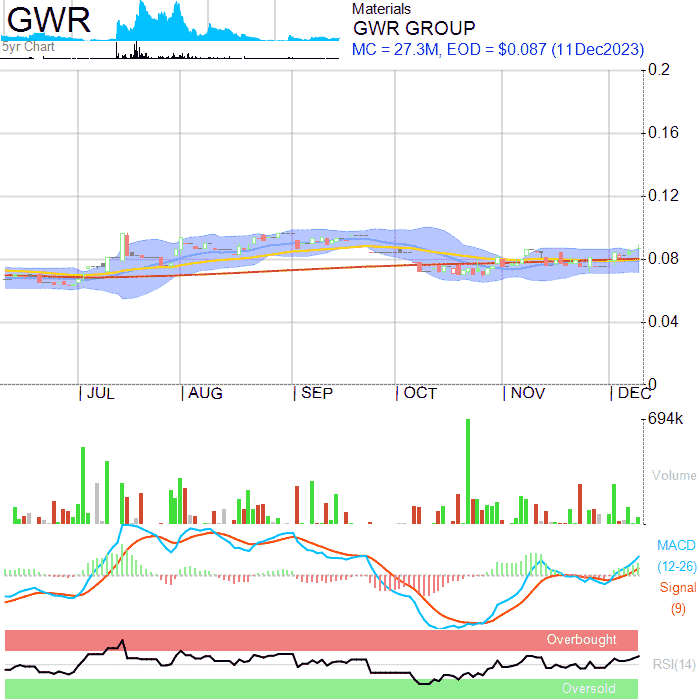 GWR
5yr Chart
Materials
GWR GROUP
MC = 27.3M, EOD = $0.087 (11Dec2023)
0.2
0.16
0.12
0.08
0.04
0
JUL AUG SEP OCT NOV DEC
694k
Volume
MACD
(12-26)
Signal
(9)
Overbought
RSI(14)
Oversold